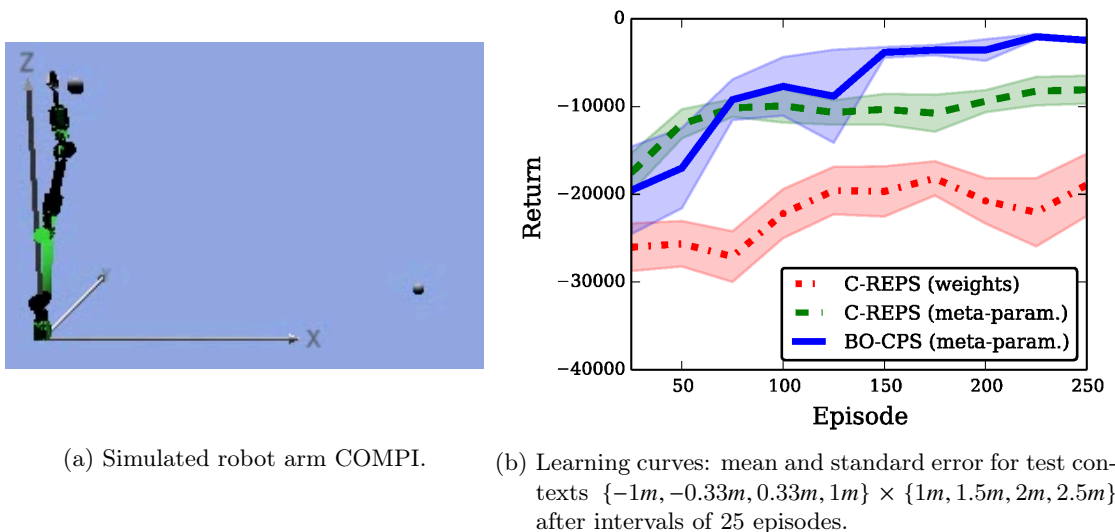 Z
X
0
−10000
−20000
−30000
−40000
Return
C-REPS (weights)
C-REPS (meta-param.)
BO-CPS (meta-param.)
50 100 150 200 250
Episode
(a) Simulated robot arm COMPI.
(b) Learning curves: mean and standard error for test con-
texts {−1m, −0.33m, 0.33m, 1m} × {1m, 1.5m, 2m, 2.5m}
after intervals of 25 episodes.